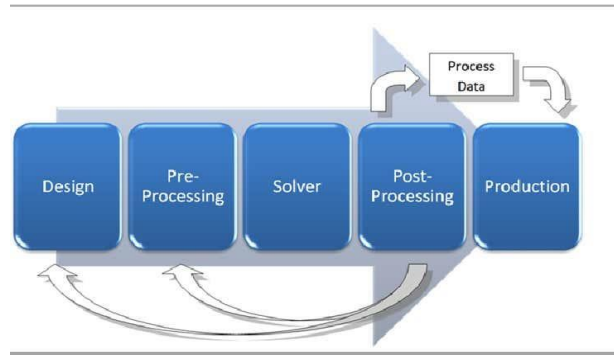 Process
Data
Design
Pre-
Processing
Solver
Post-
Processing
Production